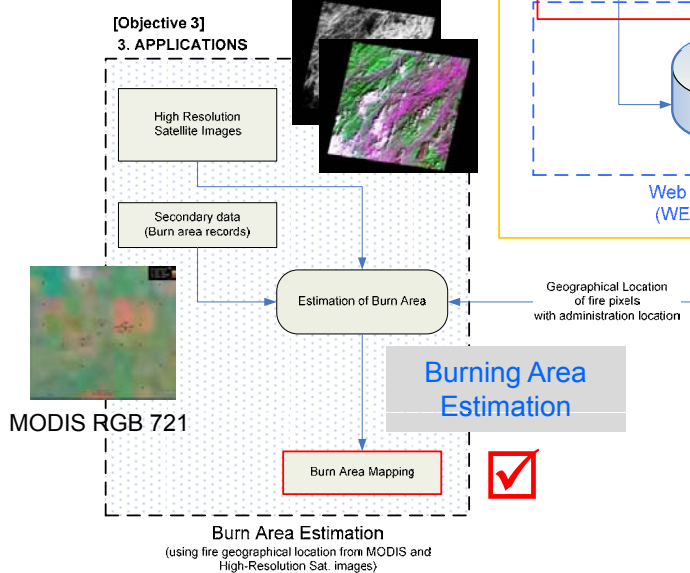 [Objective 3]
3. APPLICATIONS
High Resolution
Satellite Images
Secondary data
(Burn area records)
Estimation of Burn Area
Geographical Location
of fire pixels
with administration location
Web
(WE
MODIS RGB 721
Burning Area
Estimation
Burn Area Mapping
Burn Area Estimation
(using fire geographical location from MODIS and
High-Resolution Sat. images)